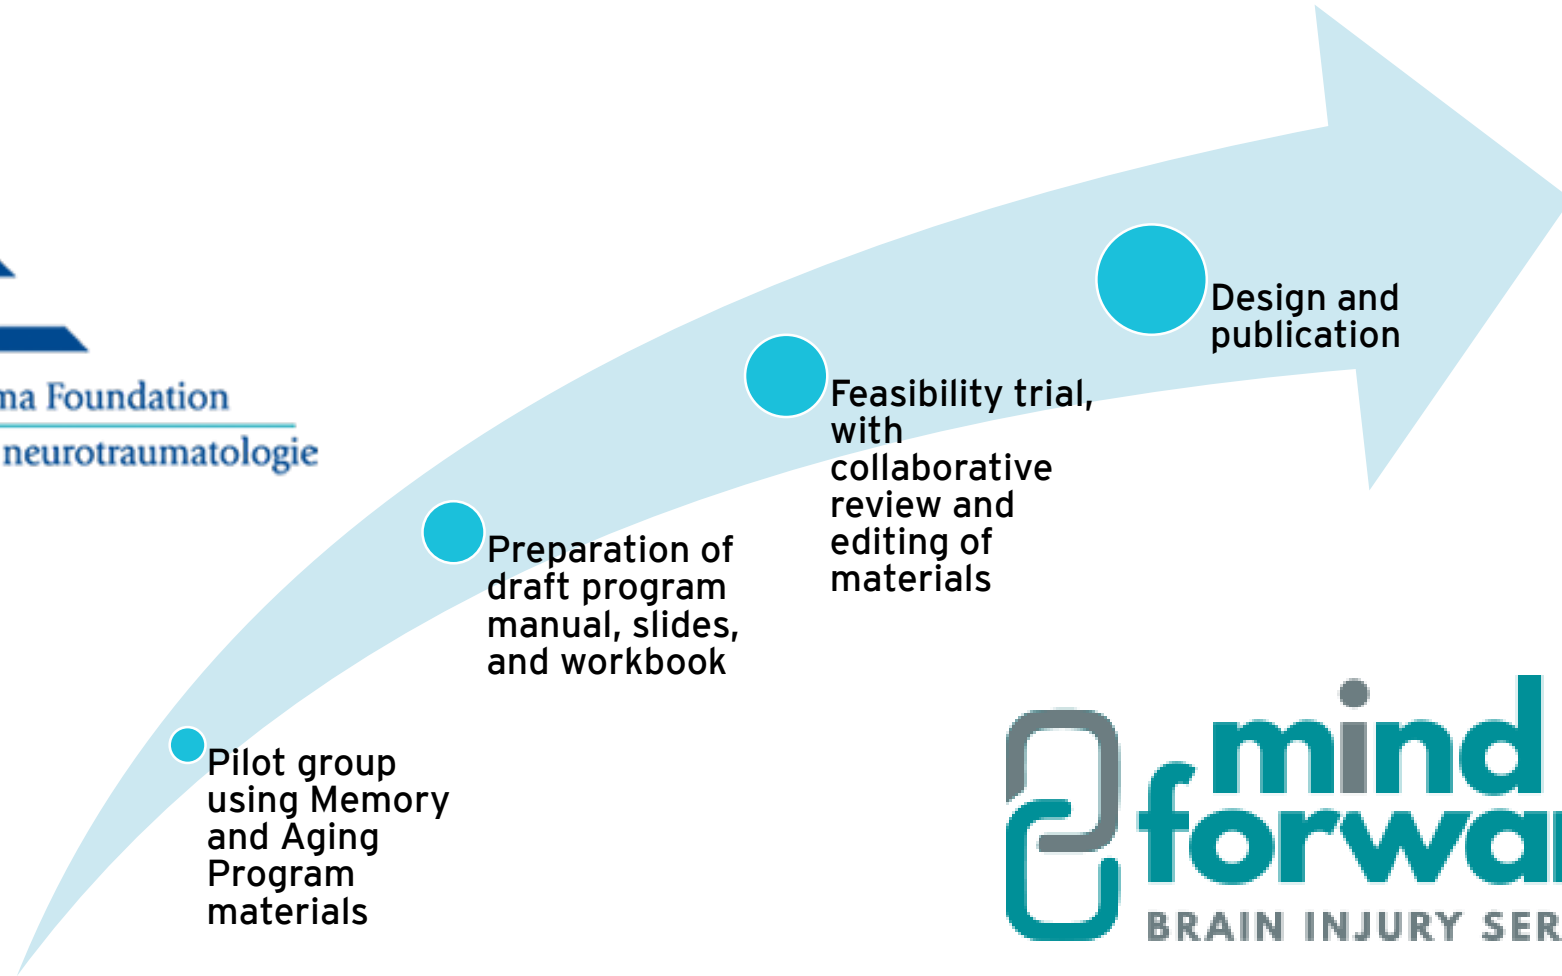 ma Foundation
neurotraumatologie
Design and
publication
Feasibility trial,
with
collaborative
review and
editing of
materials
Preparation of
draft program
manual, slides,
and workbook
Pilot group
using Memory
and Aging
Program
materials
mind
forwa
BRAIN INJURY SER